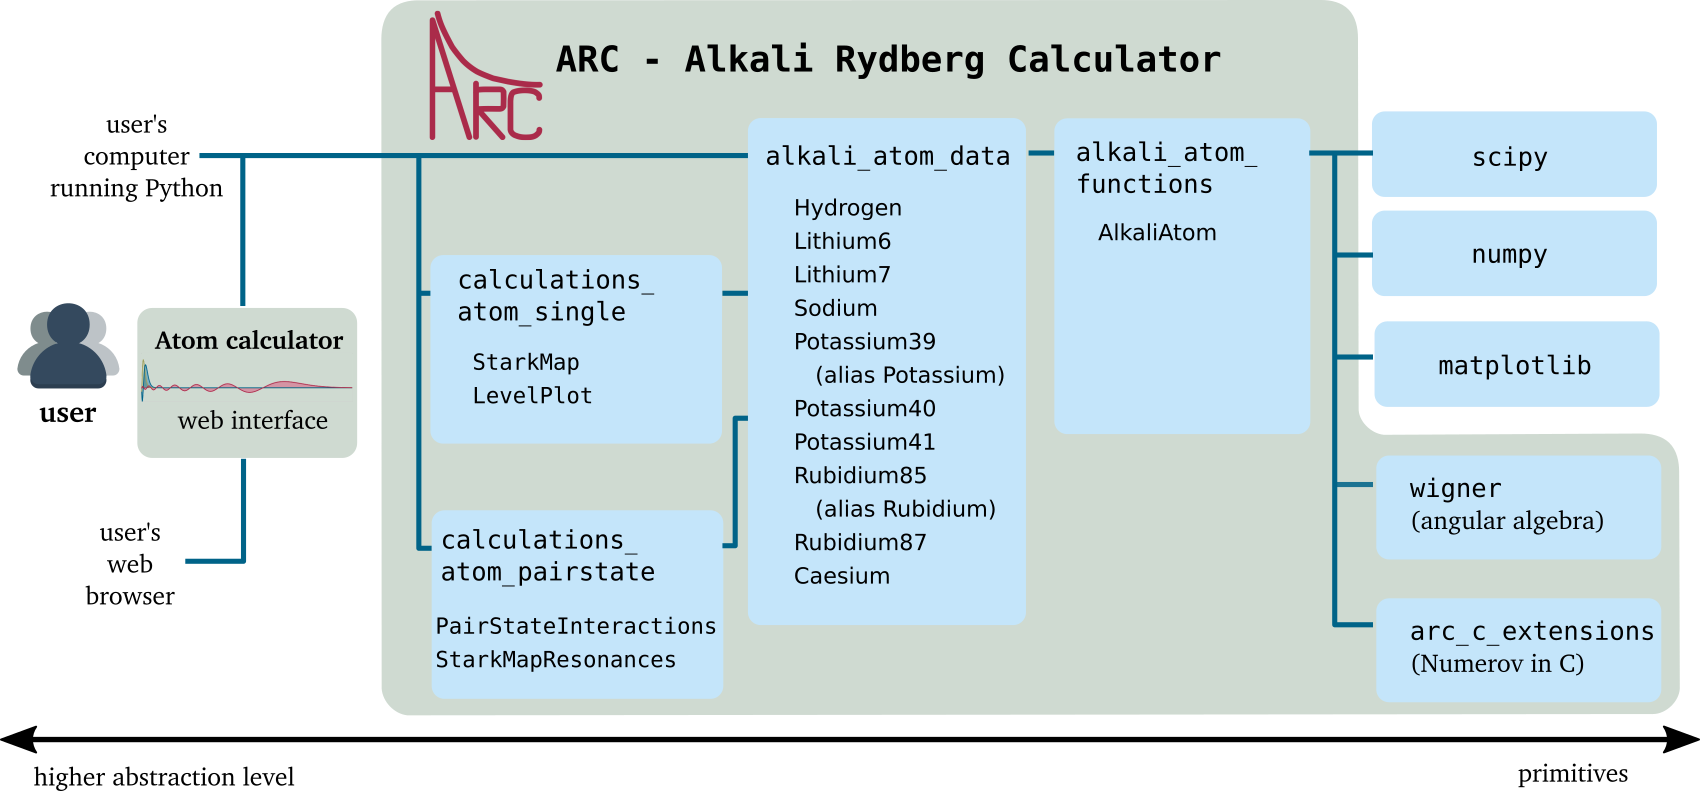 ARC
ARC - Alkali Rydberg Calculator
user's
computer
running Python
user
Atom calculator
web interface
user's
web
browser
calculations_
atom_single
StarkMap
LevelPlot
calculations_
atom_pairstate
PairStateInteractions
StarkMapResonances
alkali_atom_data
Hydrogen
Lithium6
Lithium7
Sodium
Potassium39
(alias Potassium)
Potassium40
Potassium41
Rubidium85
(alias Rubidium)
Rubidium87
Caesium
alkali_atom_
functions
AlkaliAtom
scipy
numpy
matplotlib
wigner
(angular algebra)
arc_c_extensions
(Numerov in C)
higher abstraction level
primitives